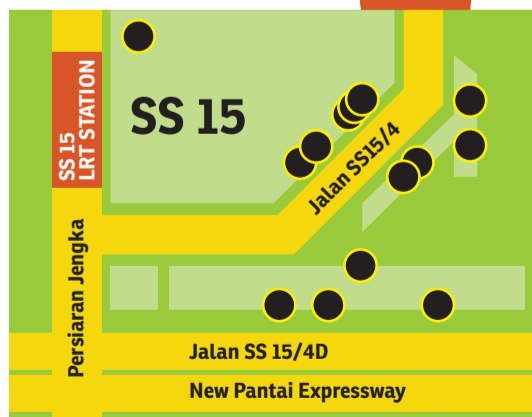 SS 15
LRT STATION
SS 15
Jalan SS15/4
Persiaran Jengka
Jalan SS 15/4D
New Pantai Expressway